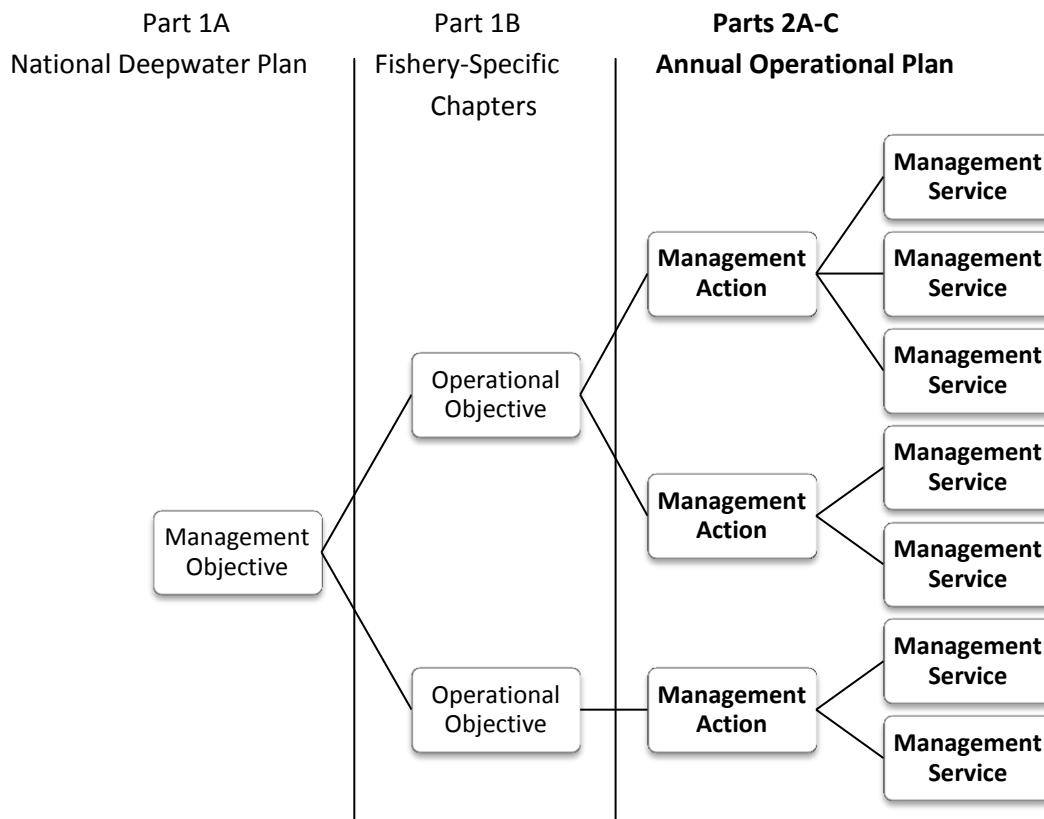 Part 1A
National Deepwater Plan
Part 1B
Fishery-Specific
Chapters
Parts 2A-C
Annual Operational Plan
Management
Objective
Operational
Objective
Operational
Objective
Management
Action
Management
Action
Management
Action
Management
Service
Management
Service
Management
Service
Management
Service
Management
Service
Management
Service
Management
Service